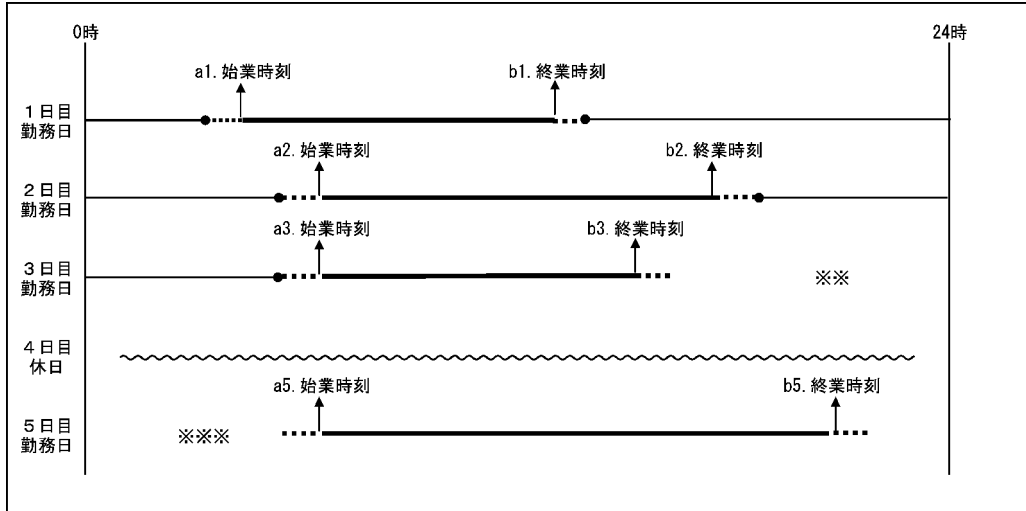 0時 24時
a1. 始業時刻 b1. 終業時刻
1日目
勤務日
a2. 始業時刻 b2. 終業時刻
2日目
勤務日
a3. 始業時刻 b3. 終業時刻
3日目
勤務日
※※
4日目
休日
a5. 始業時刻 b5. 終業時刻
5日目
勤務日
※※※